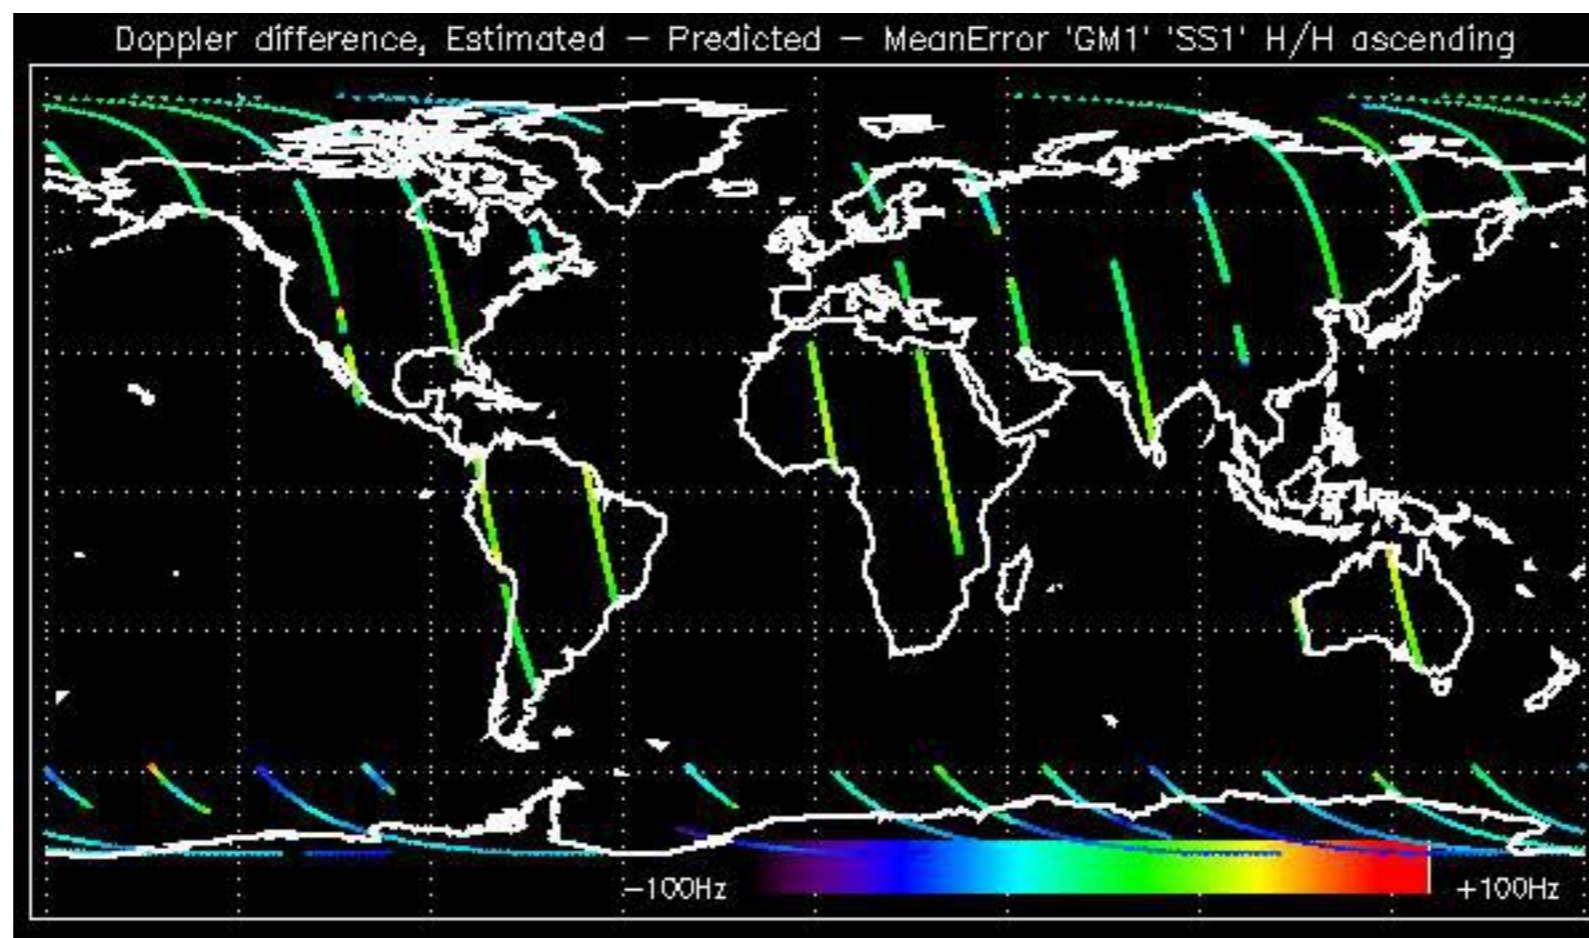 Doppler difference, Estimated – Predicted – MeanError 'GM1' 'SS1' H/H ascending
–100Hz
+100Hz